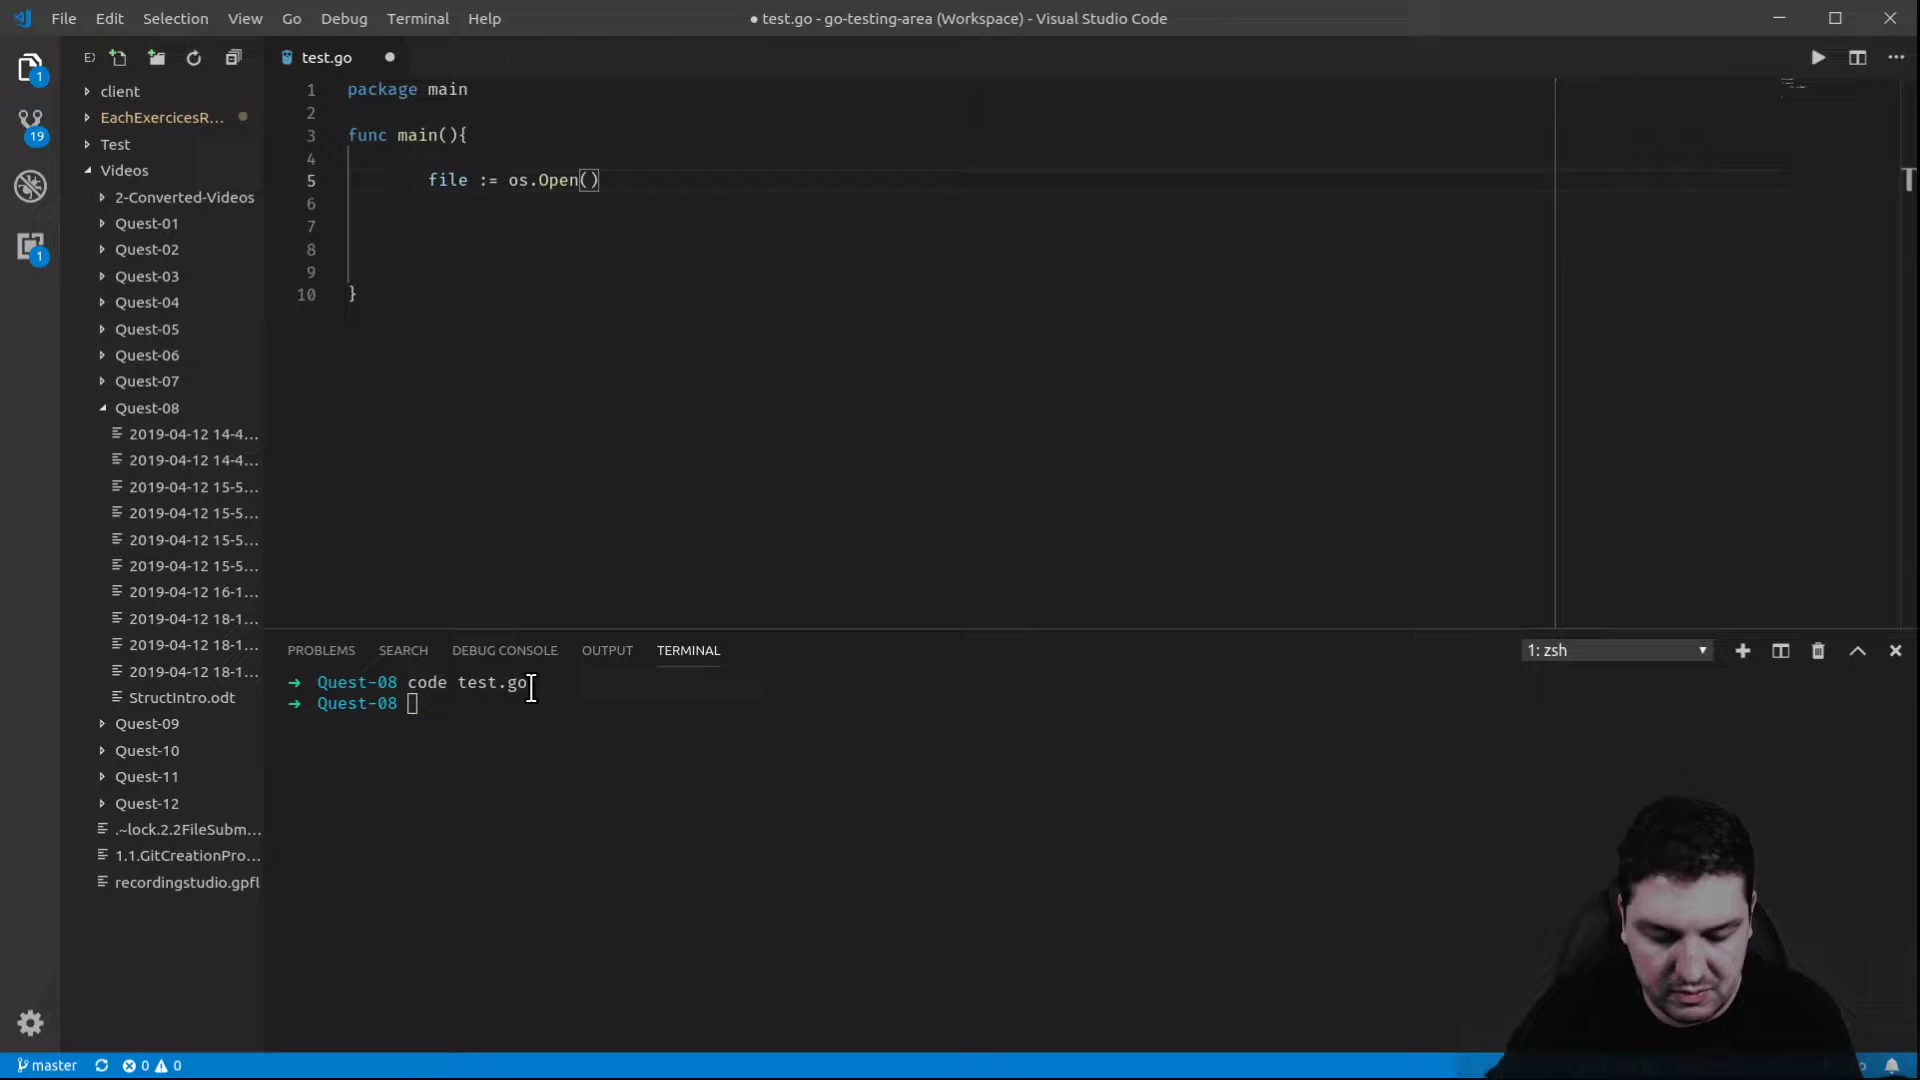 File Edit Selection View Go Debug Terminal Help
● test.go - go-testing-area (Workspace) - Visual Studio Code
1
19
1
client
EachExercicesR...
Test
Videos
2-Converted-Videos
Quest-01
Quest-02
Quest-03
Quest-04
Quest-05
Quest-06
Quest-07
Quest-08
2019-04-12 14-4...
2019-04-12 14-4...
2019-04-12 15-5...
2019-04-12 15-5...
2019-04-12 15-5...
2019-04-12 15-5...
2019-04-12 16-1...
2019-04-12 18-1...
2019-04-12 18-1...
2019-04-12 18-1...
StructIntro.odt
Quest-09
Quest-10
Quest-11
Quest-12
.~lock.2.2FileSubm...
1.1.GitCreationPro...
recordingstudio.gpfl
test.go ●
1 package main
2
3 func main(){
4
5 file := os.Open()
6
7
8
9
10 }
PROBLEMS SEARCH DEBUG CONSOLE OUTPUT TERMINAL
1: zsh
➜ Quest-08 code test.go
➜ Quest-08
master 0 0